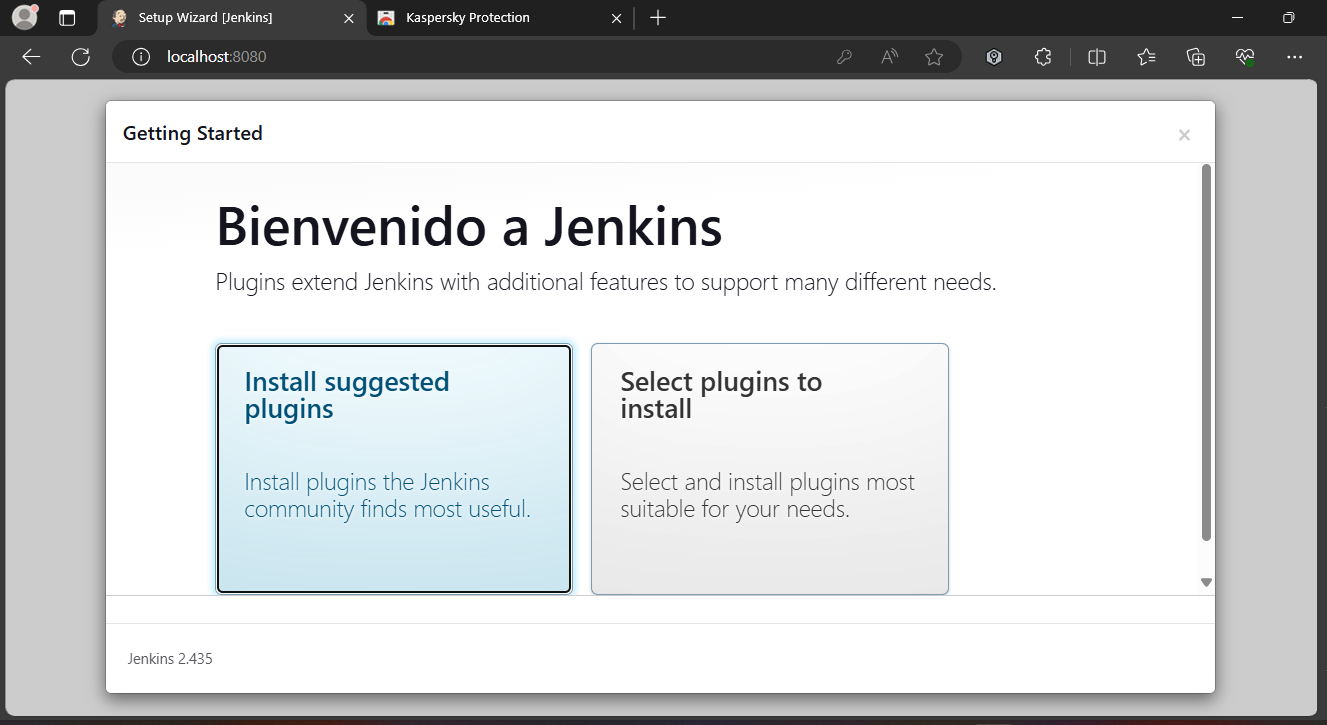 Setup Wizard [Jenkins]
Kaspersky Protection
localhost:8080
Getting Started
Bienvenido a Jenkins
Plugins extend Jenkins with additional features to support many different needs.
Install suggested
plugins
Install plugins the Jenkins
community finds most useful.
Select plugins to
install
Select and install plugins most
suitable for your needs.
Jenkins 2.435